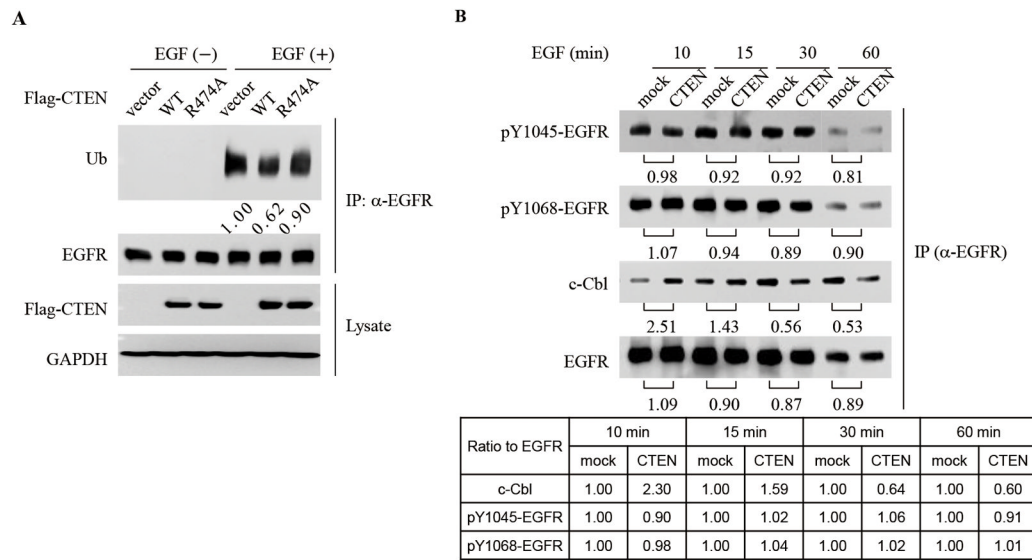 A
EGF (−) EGF (+)
Flag-CTEN vector WT R474A vector WT R474A
Ub
1.00 0.62 0.90
IP: α-EGFR
EGFR
Flag-CTEN
Lysate
GAPDH
B
EGF (min) 10 15 30 60
mock CTEN mock CTEN mock CTEN mock CTEN
pY1045-EGFR
0.98 0.92 0.92 0.81
pY1068-EGFR
1.07 0.94 0.89 0.90
IP (α-EGFR)
c-Cbl
2.51 1.43 0.56 0.53
EGFR
1.09 0.90 0.87 0.89
Ratio to EGFR 10 min 15 min 30 min 60 min
mock CTEN mock CTEN mock CTEN mock CTEN
c-Cbl 1.00 2.30 1.00 1.59 1.00 0.64 1.00 0.60
pY1045-EGFR 1.00 0.90 1.00 1.02 1.00 1.06 1.00 0.91
pY1068-EGFR 1.00 0.98 1.00 1.04 1.00 1.02 1.00 1.01